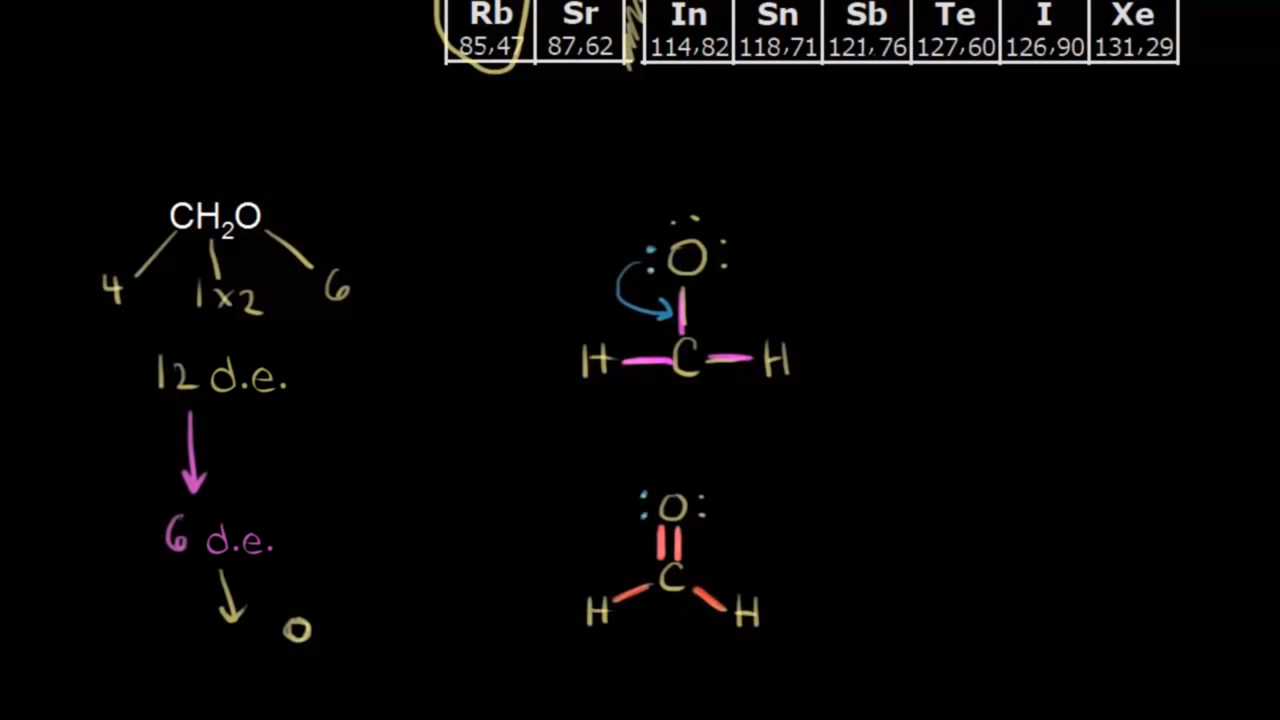 Rb Sr In Sn Sb Te I Xe
85,47 87,62 114,82 118,71 121,76 127,60 126,90 131,29
CH₂O
4 1x2 6
12 d.e.
6 d.e.
0
:O:
H-C-H
:O:
C
H H